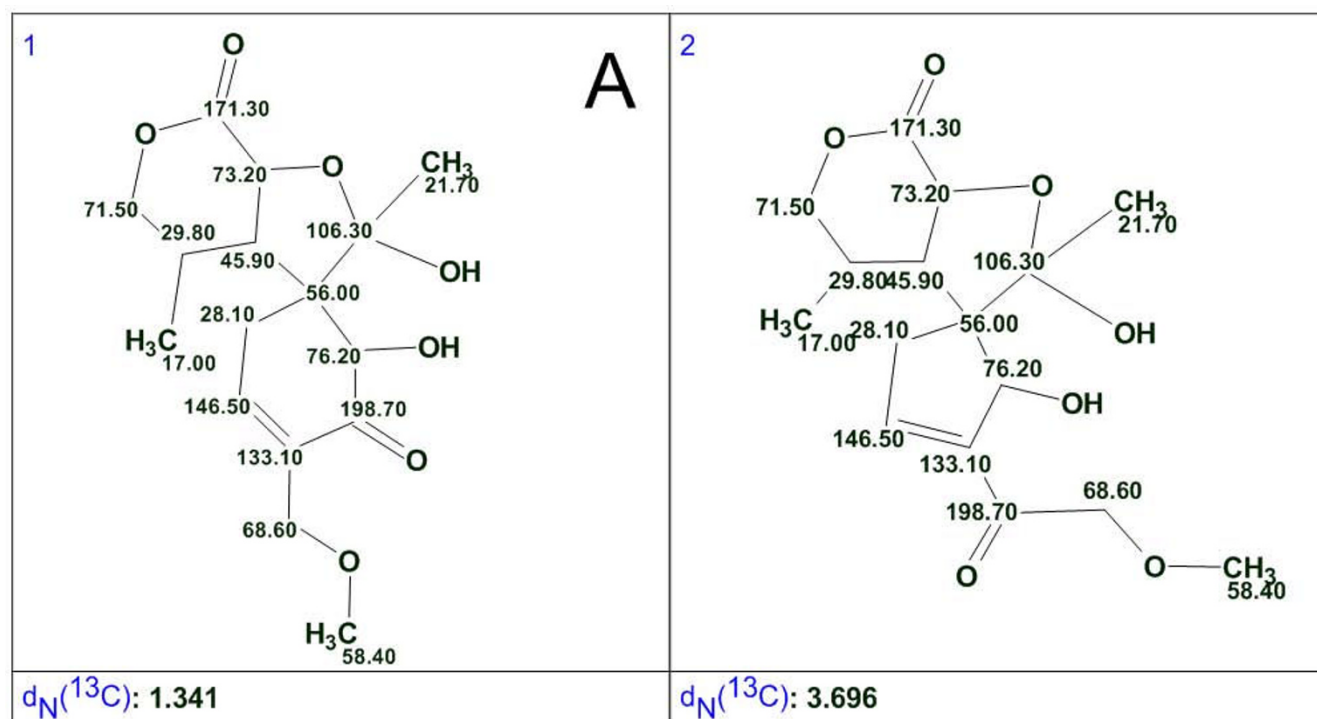 1
A
O
171.30
O
73.20
O
CH3
21.70
71.50
29.80
106.30
45.90
OH
56.00
28.10
H3C
17.00
76.20
OH
146.50
198.70
133.10
O
68.60
O
H3C
58.40
dN(13C): 1.341
2
O
171.30
O
73.20
O
71.50
CH3
21.70
106.30
29.80
45.90
H3C
17.00
28.10
56.00
OH
76.20
OH
146.50
133.10
198.70
68.60
O
O
CH3
58.40
dN(13C): 3.696